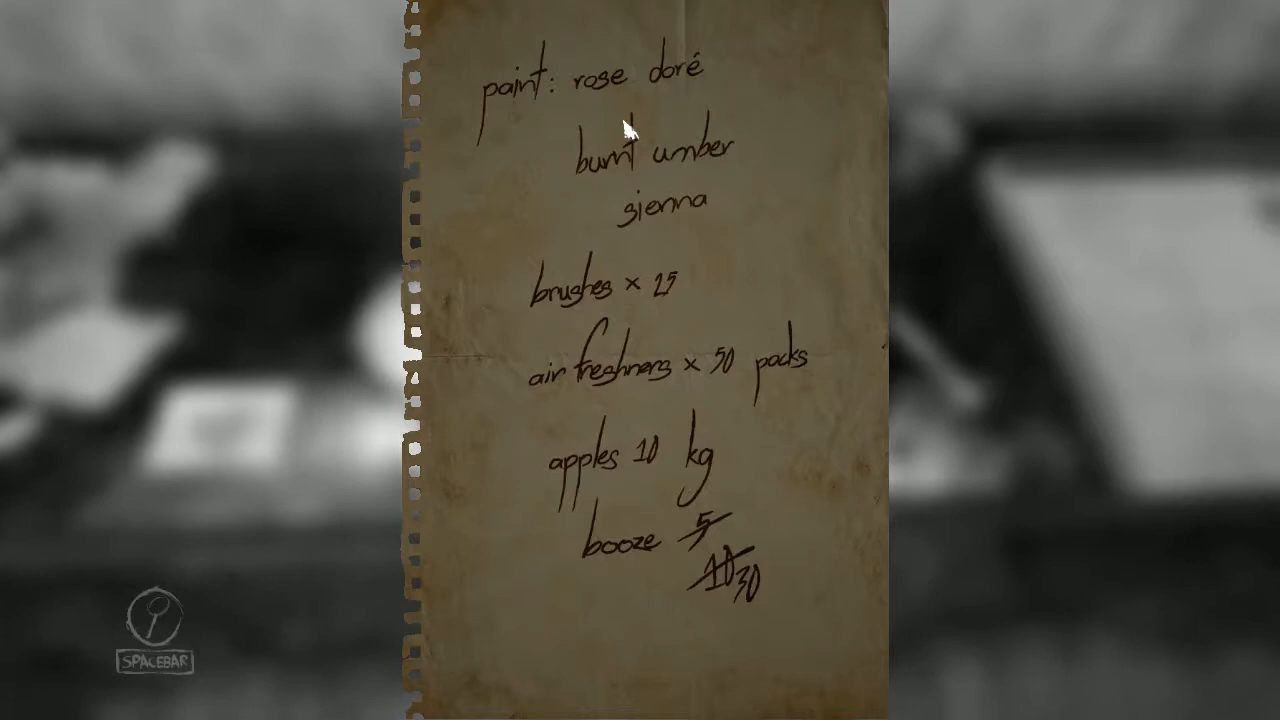 paint: rose doré
burnt umber
sienna
brushes x 25
air freshners x 50 packs
apples 10 kg
booze 5
10 30
SPACEBAR